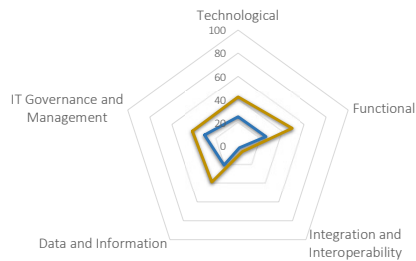 Technological
100
80
60
40
20
0
Functional
Integration and
Interoperability
Data and Information
IT Governance and
Management